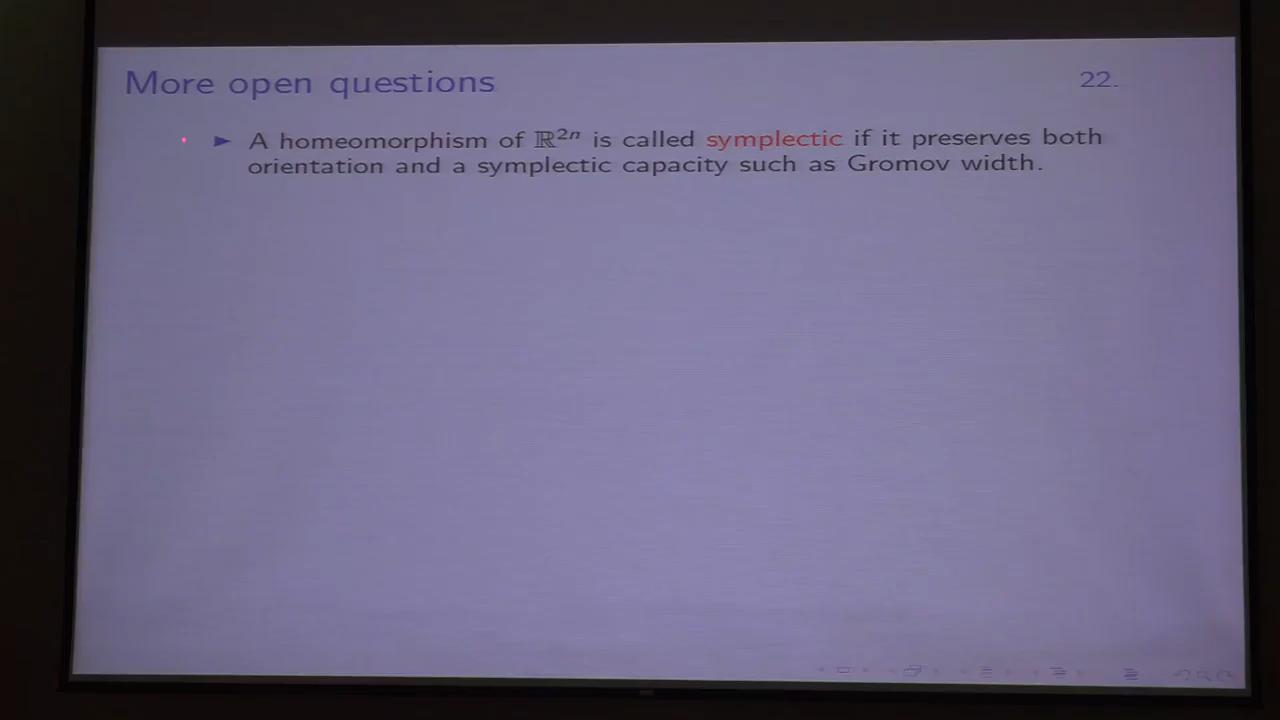 More open questions
22.
► A homeomorphism of ℝ²ⁿ is called symplectic if it preserves both
orientation and a symplectic capacity such as Gromov width.